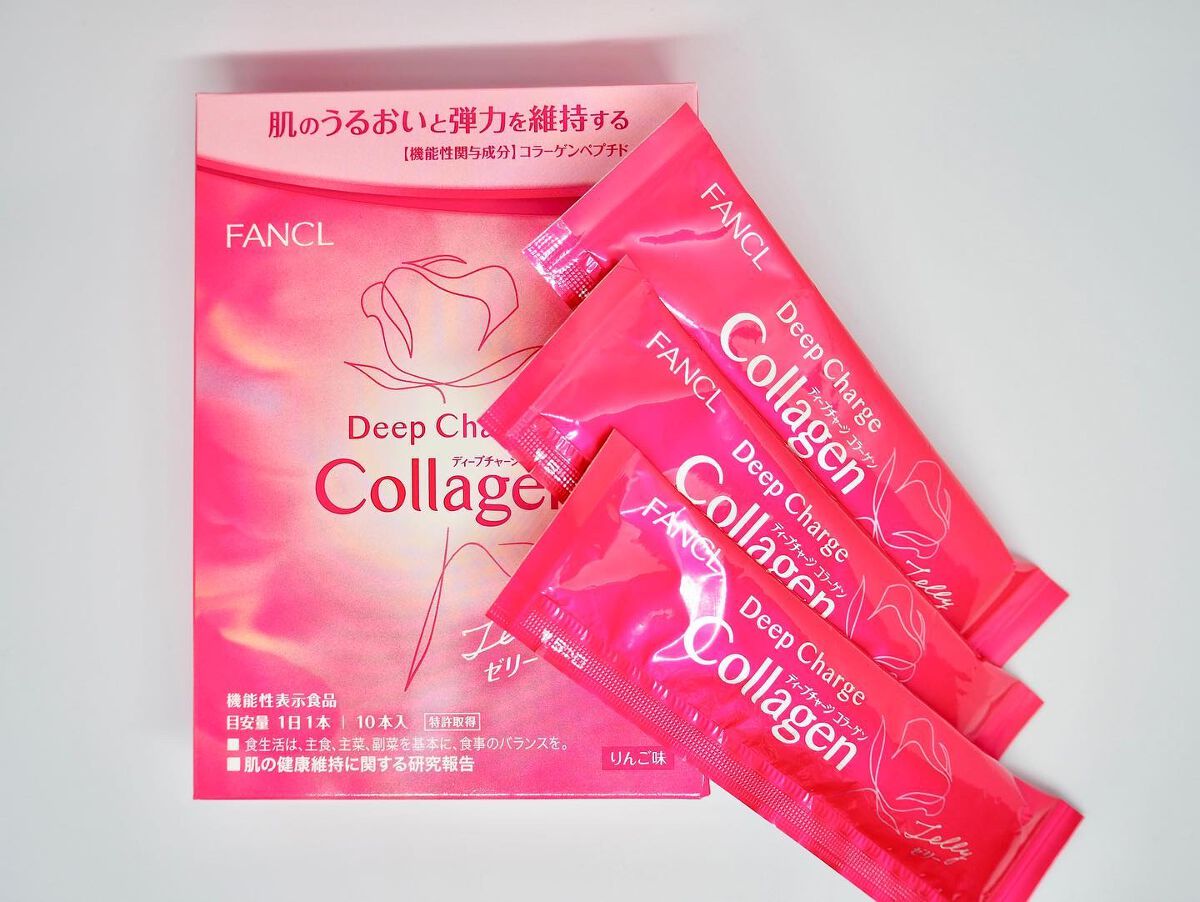 肌のうるおいと弾力を維持する
【機能性関与成分】コラーゲンペプチド
FANCL
Deep Cha
ディープチャージ
Collagen
Jelly
ゼリー
機能性表示食品
目安量 1日1本 | 10本入 特許取得
■ 食生活は、主食、主菜、副菜を基本に、食事のバランスを。
■ 肌の健康維持に関する研究報告
りんご味
FANCL
Deep Charge
ディープチャージ コラーゲン
Collagen
Jelly
FANCL
Deep Charge
ディープチャージ コラーゲン
Collagen
FANCL
Deep Charge
ディープチャージ コラーゲン
Collagen
Jelly
ゼリー